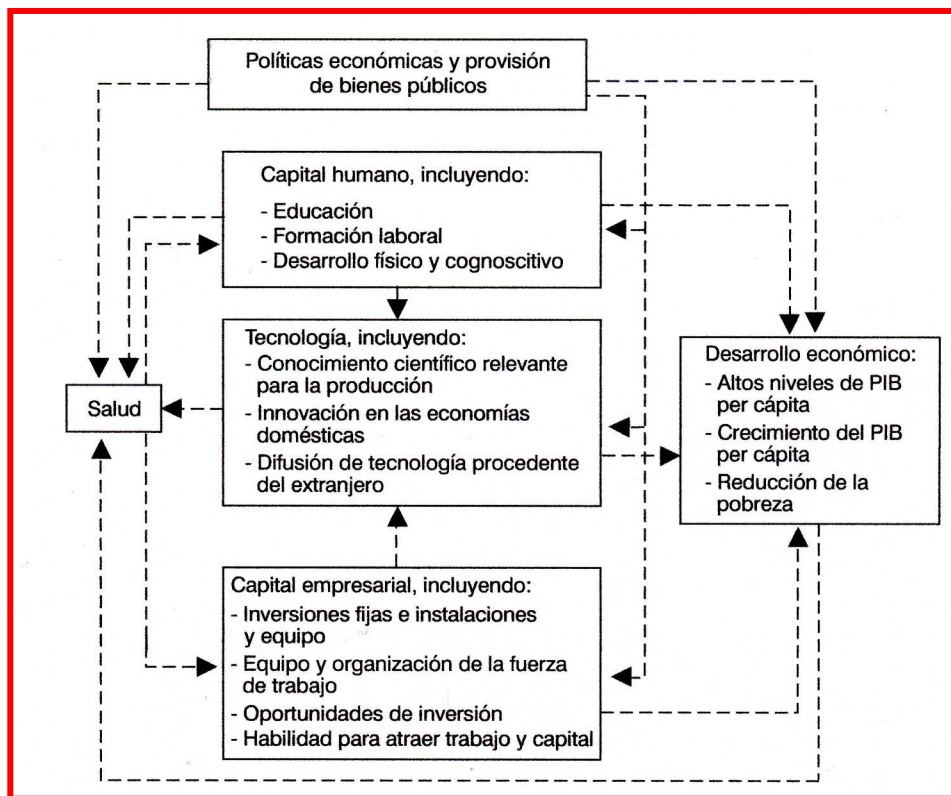 Políticas económicas y provisión
de bienes públicos
Capital humano, incluyendo:
- Educación
- Formación laboral
- Desarrollo físico y cognoscitivo
Tecnología, incluyendo:
- Conocimiento científico relevante
para la producción
- Innovación en las economías
domésticas
- Difusión de tecnología procedente
del extranjero
Salud
Desarrollo económico:
- Altos niveles de PIB
per cápita
- Crecimiento del PIB
per cápita
- Reducción de la
pobreza
Capital empresarial, incluyendo:
- Inversiones fijas e instalaciones
y equipo
- Equipo y organización de la fuerza
de trabajo
- Oportunidades de inversión
- Habilidad para atraer trabajo y capital